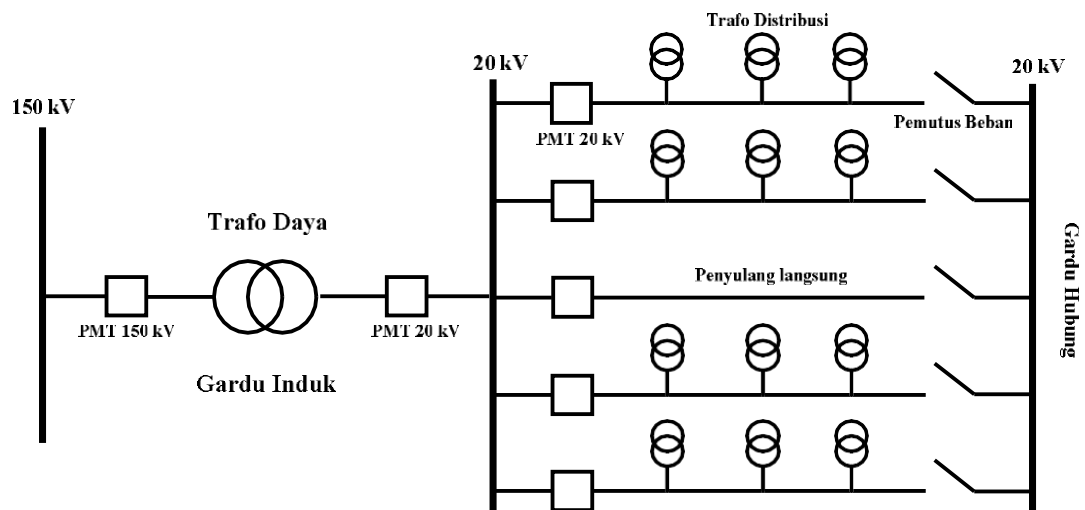 Trafo Distribusi
20 kV
20 kV
150 kV
PMT 20 kV
Pemutus Beban
Trafo Daya
Gardu Hubung
Penyulang langsung
PMT 150 kV
PMT 20 kV
Gardu Induk